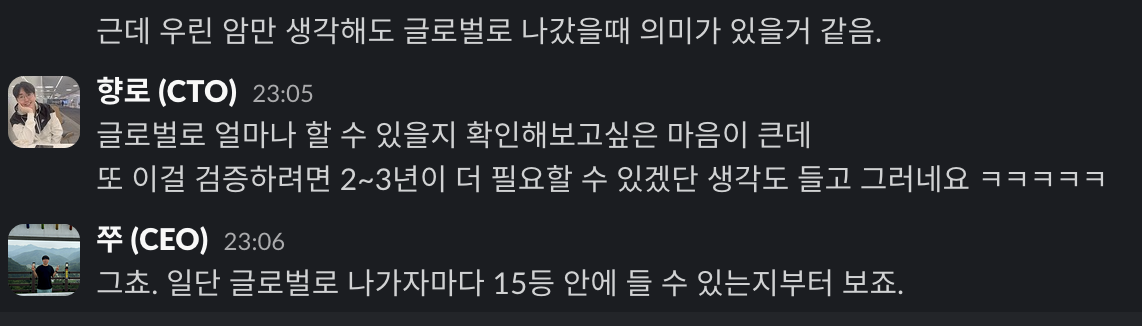 근데 우린 암만 생각해도 글로벌로 나갔을때 의미가 있을거 같음.
향로 (CTO) 23:05
글로벌로 얼마나 할 수 있을지 확인해보고싶은 마음이 큰데
또 이걸 검증하려면 2~3년이 더 필요할 수 있겠단 생각도 들고 그러네요 ㅋㅋㅋㅋㅋ
쭈 (CEO) 23:06
그쵸. 일단 글로벌로 나가자마다 15등 안에 들 수 있는지부터 보죠.